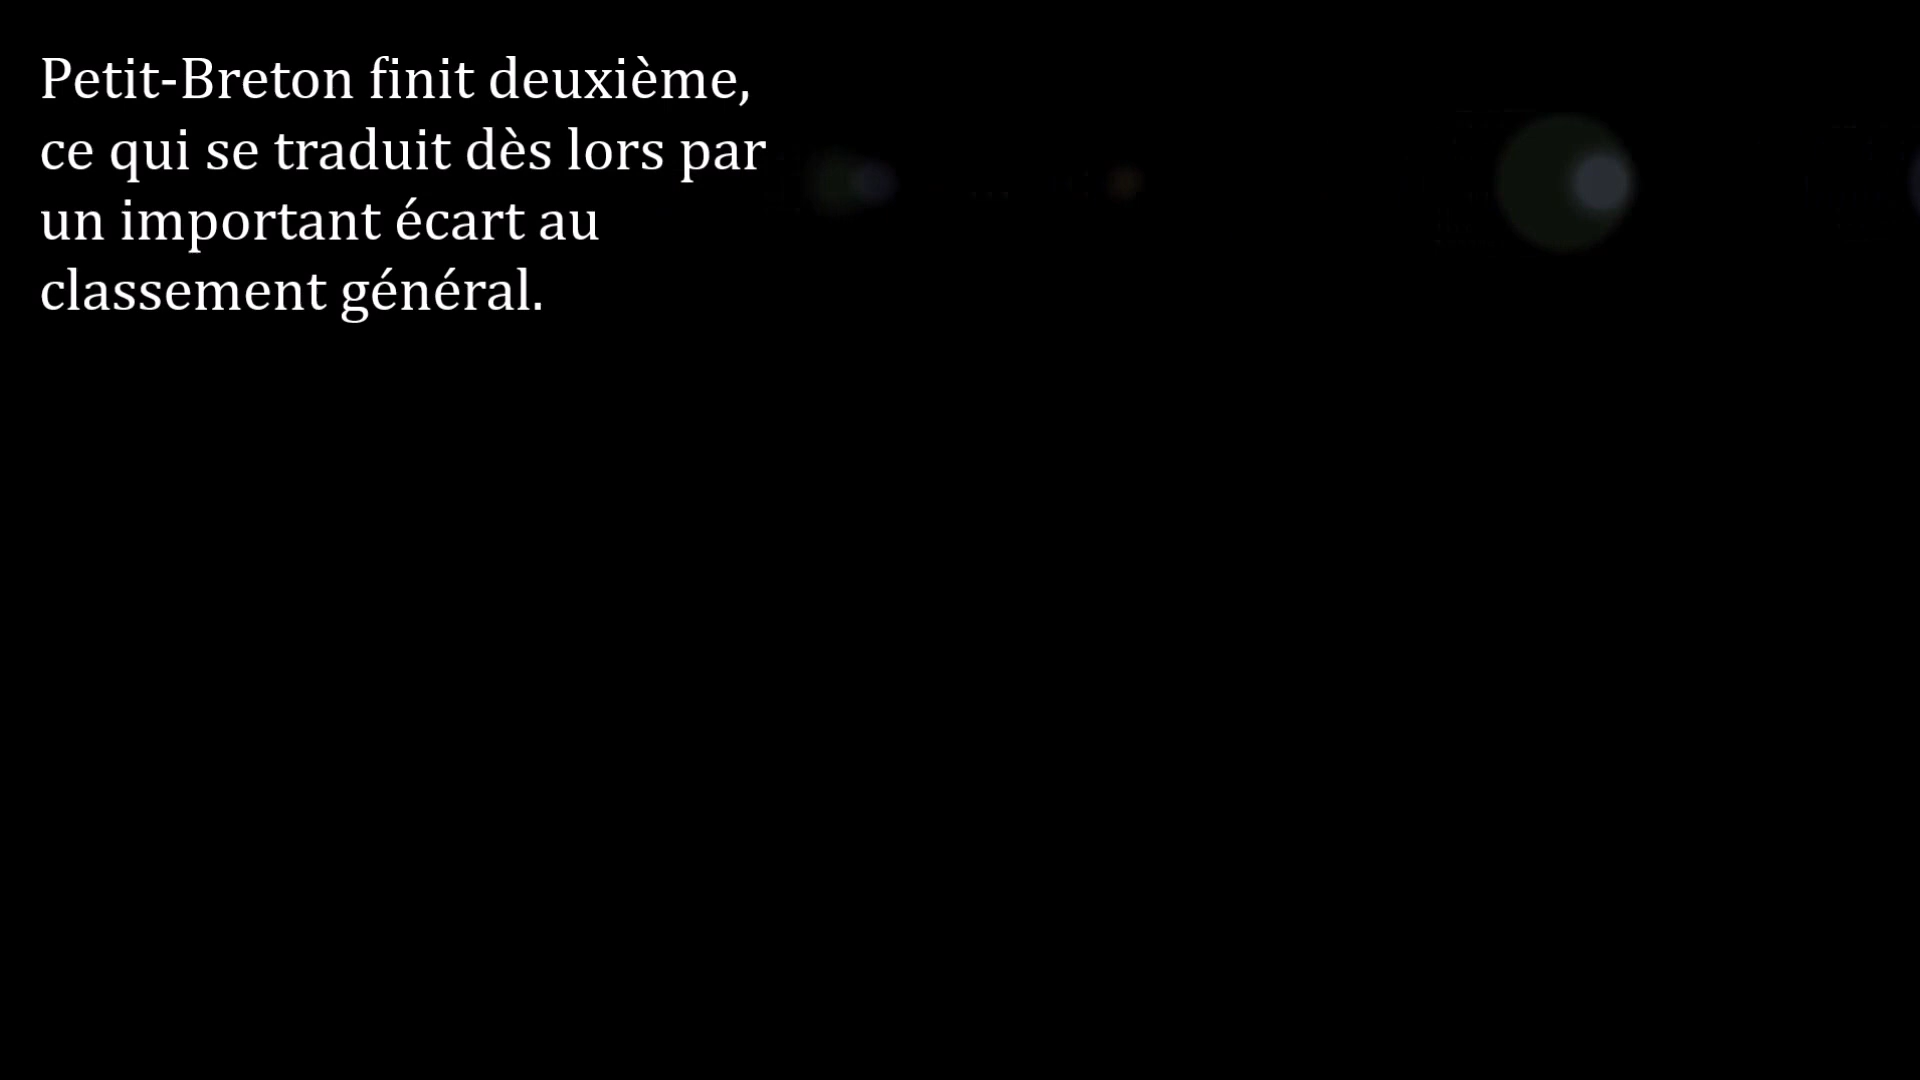 Petit-Breton finit deuxième,
ce qui se traduit dès lors par
un important écart au
classement général.